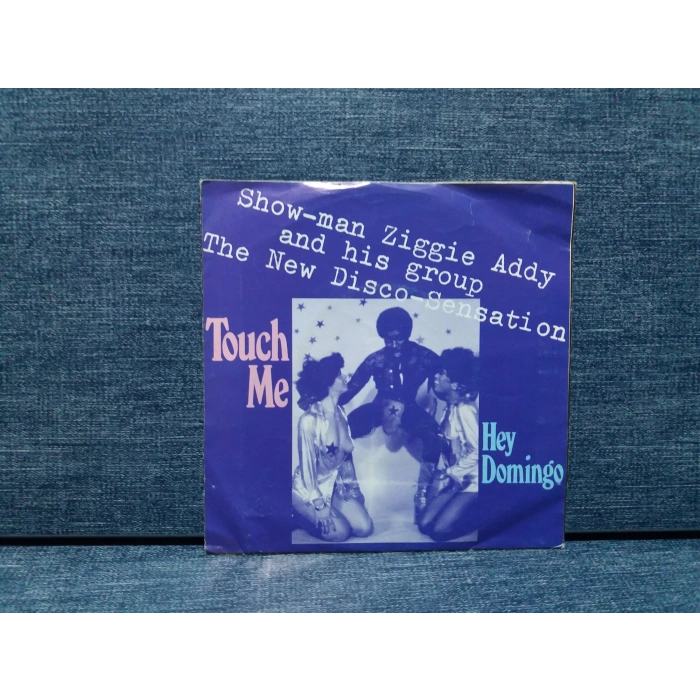 Show-man Ziggie Addy
and his group
The New Disco-Sensation
Touch
Me
Hey
Domingo